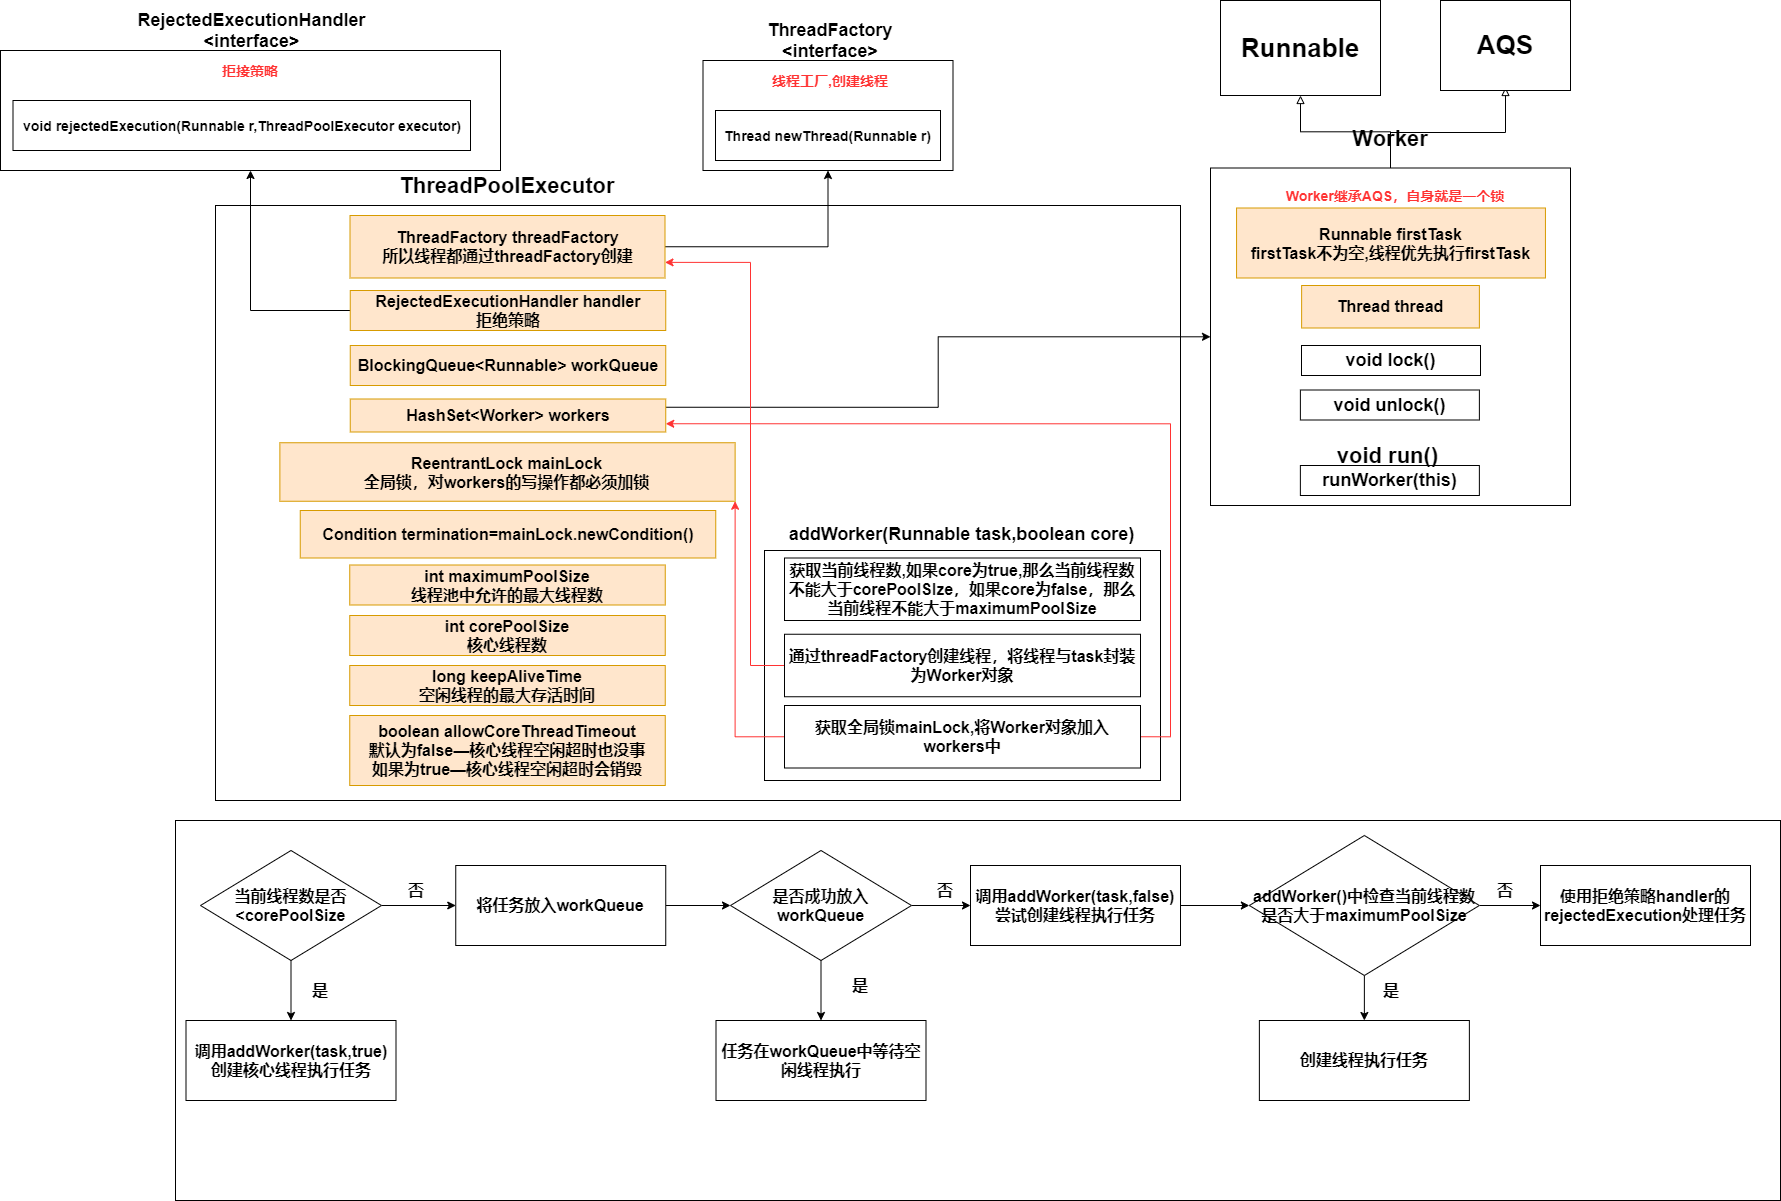 RejectedExecutionHandler
<interface>
拒接策略
void rejectedExecution(Runnable r,ThreadPoolExecutor executor)
ThreadFactory
<interface>
线程工厂,创建线程
Thread newThread(Runnable r)
Runnable
AQS
Worker
Worker继承AQS，自身就是一个锁
Runnable firstTask
firstTask不为空,线程优先执行firstTask
Thread thread
void lock()
void unlock()
void run()
runWorker(this)
ThreadPoolExecutor
ThreadFactory threadFactory
所以线程都通过threadFactory创建
RejectedExecutionHandler handler
拒绝策略
BlockingQueue<Runnable> workQueue
HashSet<Worker> workers
ReentrantLock mainLock
全局锁，对workers的写操作都必须加锁
Condition termination=mainLock.newCondition()
int maximumPoolSize
线程池中允许的最大线程数
int corePoolSize
核心线程数
long keepAliveTime
空闲线程的最大存活时间
boolean allowCoreThreadTimeout
默认为false—核心线程空闲超时也没事
如果为true—核心线程空闲超时会销毁
addWorker(Runnable task,boolean core)
获取当前线程数,如果core为true,那么当前线程数
不能大于corePoolSIze，如果core为false，那么
当前线程不能大于maximumPoolSize
通过threadFactory创建线程，将线程与task封装
为Worker对象
获取全局锁mainLock,将Worker对象加入
workers中
当前线程数是否
<corePoolSize
否
将任务放入workQueue
是否成功放入
workQueue
否
调用addWorker(task,false)
尝试创建线程执行任务
addWorker()中检查当前线程数
是否大于maximumPoolSize
否
使用拒绝策略handler的
rejectedExecution处理任务
是
是
是
调用addWorker(task,true)
创建核心线程执行任务
任务在workQueue中等待空
闲线程执行
创建线程执行任务